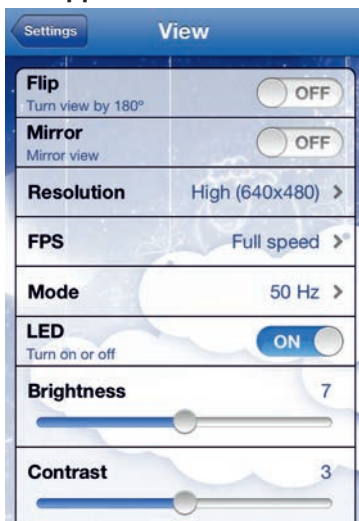 Settings
View
Flip
OFF
Turn view by 180°
Mirror
OFF
Mirror view
Resolution
High (640x480)
FPS
Full speed
Mode
50 Hz
LED
ON
Turn on or off
Brightness
7
Contrast
3